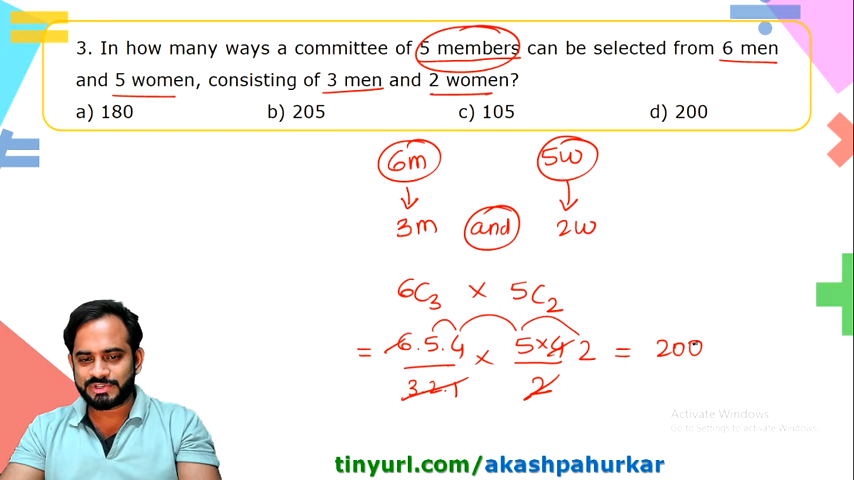 3. In how many ways a committee of 5 members can be selected from 6 men
and 5 women, consisting of 3 men and 2 women?
a) 180 b) 205 c) 105 d) 200
6m 5w
3m and 2w
6C3 × 5C2
= 6.5.4 × 5×4 2 = 200
3.2.1 2
Activate Windows
Go to Settings to activate Windows.
tinyurl.com/akashpahurkar